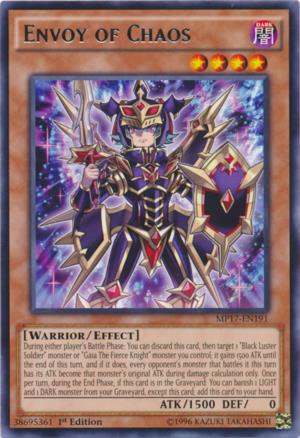 ENVOY OF CHAOS
DARK
闇
MP17-EN191
[WARRIOR/EFFECT]
During either player's Battle Phase: You can discard this card, then target 1 "Black Luster
Soldier" monster or "Gaia The Fierce Knight" monster you control; it gains 1500 ATK until
the end of this turn, and if it does, every opponent's monster that battles it this turn
has its ATK become that monster's original ATK during damage calculation only. Once
per turn, during the End Phase, if this card is in the Graveyard: You can banish 1 LIGHT
and 1 DARK monster from your Graveyard, except this card; add this card to your hand.
ATK/1500 DEF/ 0
38695361 1st Edition ©1996 KAZUKI TAKAHASHI